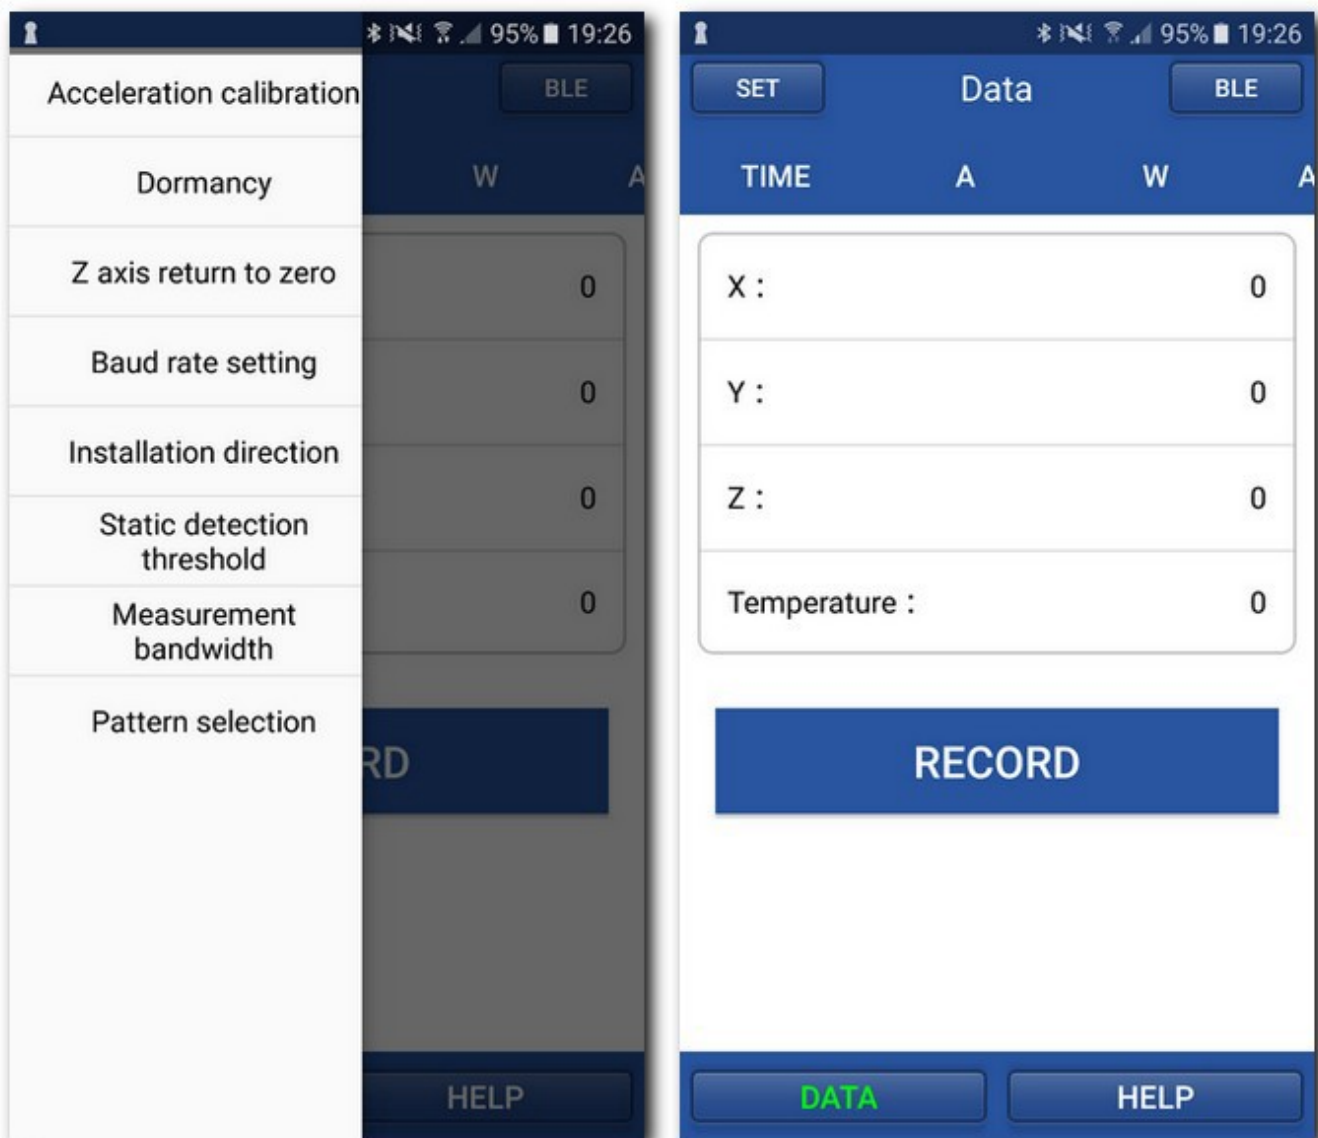 95% 19:26
Acceleration calibration
BLE
Dormancy
W A
Z axis return to zero
0
Baud rate setting
0
Installation direction
0
Static detection
threshold
Measurement
bandwidth
0
Pattern selection
RD
HELP
95% 19:26
SET Data BLE
TIME A W A
X : 0
Y : 0
Z : 0
Temperature : 0
RECORD
DATA HELP